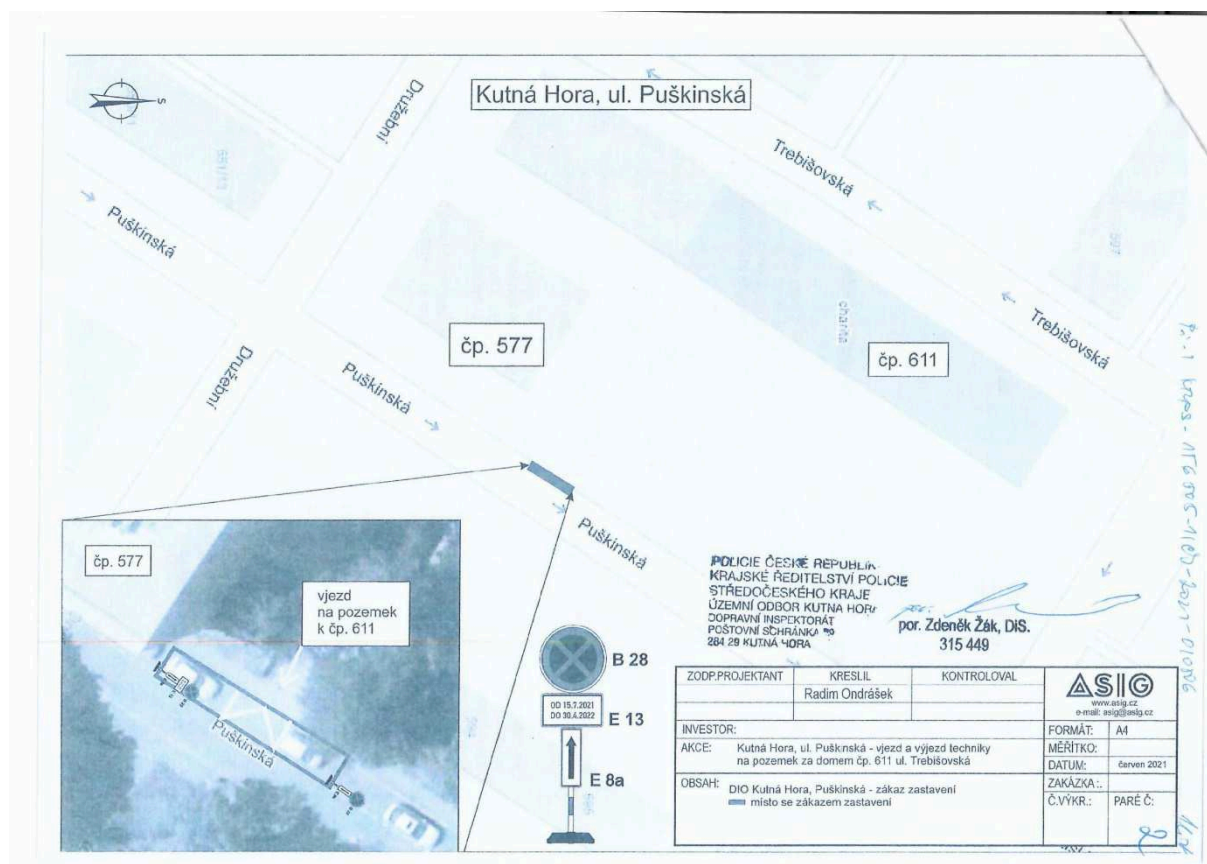 S
Kutná Hora, ul. Puškinská
Družební
Trebišovská
Puškinská
charita
Trebišovská
čp. 577
čp. 611
Družební
Puškinská
Puškinská
čp. 577
vjezd
na pozemek
k čp. 611
Puškinská
B 28
OD 15.7.2021
DO 30.4.2022
E 13
E 8a
POLICIE ČESKÉ REPUBLIK
KRAJSKÉ ŘEDITELSTVÍ POLICIE
STŘEDOČESKÉHO KRAJE
ÚZEMNÍ ODBOR KUTNÁ HORA
DOPRAVNÍ INSPEKTORÁT
POŠTOVNÍ SCHRÁNKA
284 29 KUTNÁ HORA
por. Zdeněk Žák, DiS.
315 449
ZODP.PROJEKTANT KRESLIL KONTROLOVAL
Radim Ondrášek
ASIG
www.asig.cz
e-mail: asig@asig.cz
INVESTOR:
FORMÁT: A4
AKCE: Kutná Hora, ul. Puškinská - vjezd a výjezd techniky
na pozemek za domem čp. 611 ul. Trebišovská
MĚŘÍTKO:
DATUM: červen 2021
OBSAH: DIO Kutná Hora, Puškinská - zákaz zastavení
místo se zákazem zastavení
ZAKÁZKA:.
Č.VÝKR.: PARÉ Č:
2